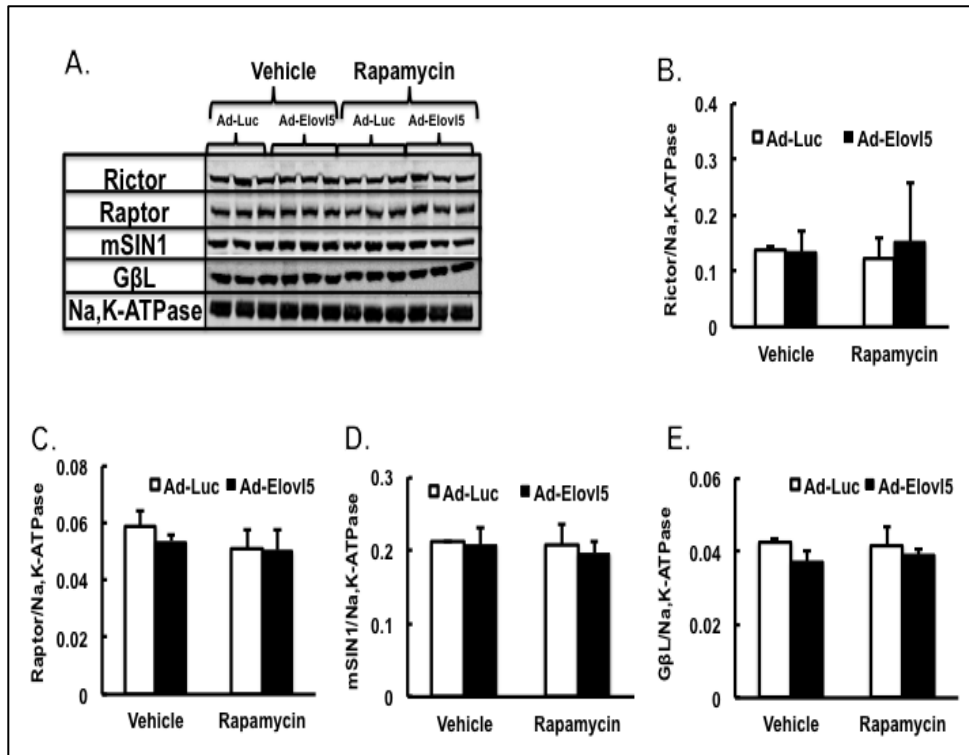 A.
Vehicle Rapamycin
Ad-Luc Ad-Elovl5 Ad-Luc Ad-Elovl5
Rictor
Raptor
mSIN1
GβL
Na,K-ATPase
B.
Rictor/Na,K-ATPase
0.4
0.3
0.2
0.1
0
Ad-Luc Ad-Elovl5
Vehicle Rapamycin
C.
Raptor/Na,K-ATPase
0.08
0.06
0.04
0.02
0
Ad-Luc Ad-Elovl5
Vehicle Rapamycin
D.
mSIN1/Na,K-ATPase
0.3
0.2
0.1
0
Ad-Luc Ad-Elovl5
Vehicle Rapamycin
E.
GβL/Na,K-ATPase
0.06
0.04
0.02
0
Ad-Luc Ad-Elovl5
Vehicle Rapamycin